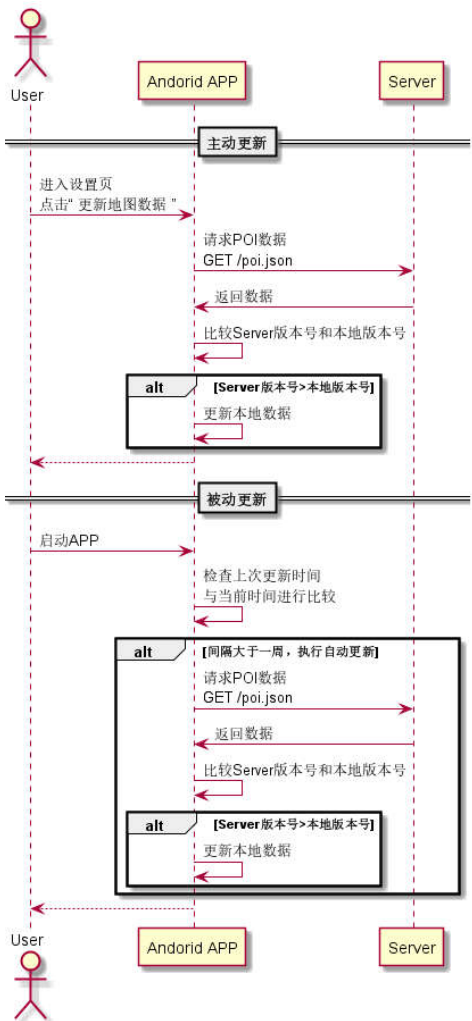 User
Andorid APP
Server
主动更新
进入设置页
点击“ 更新地图数据 ”
请求POI数据
GET /poi.json
返回数据
比较Server版本号和本地版本号
alt
[Server版本号>本地版本号]
更新本地数据
被动更新
启动APP
检查上次更新时间
与当前时间进行比较
alt
[间隔大于一周，执行自动更新]
请求POI数据
GET /poi.json
返回数据
比较Server版本号和本地版本号
alt
[Server版本号>本地版本号]
更新本地数据
User
Andorid APP
Server